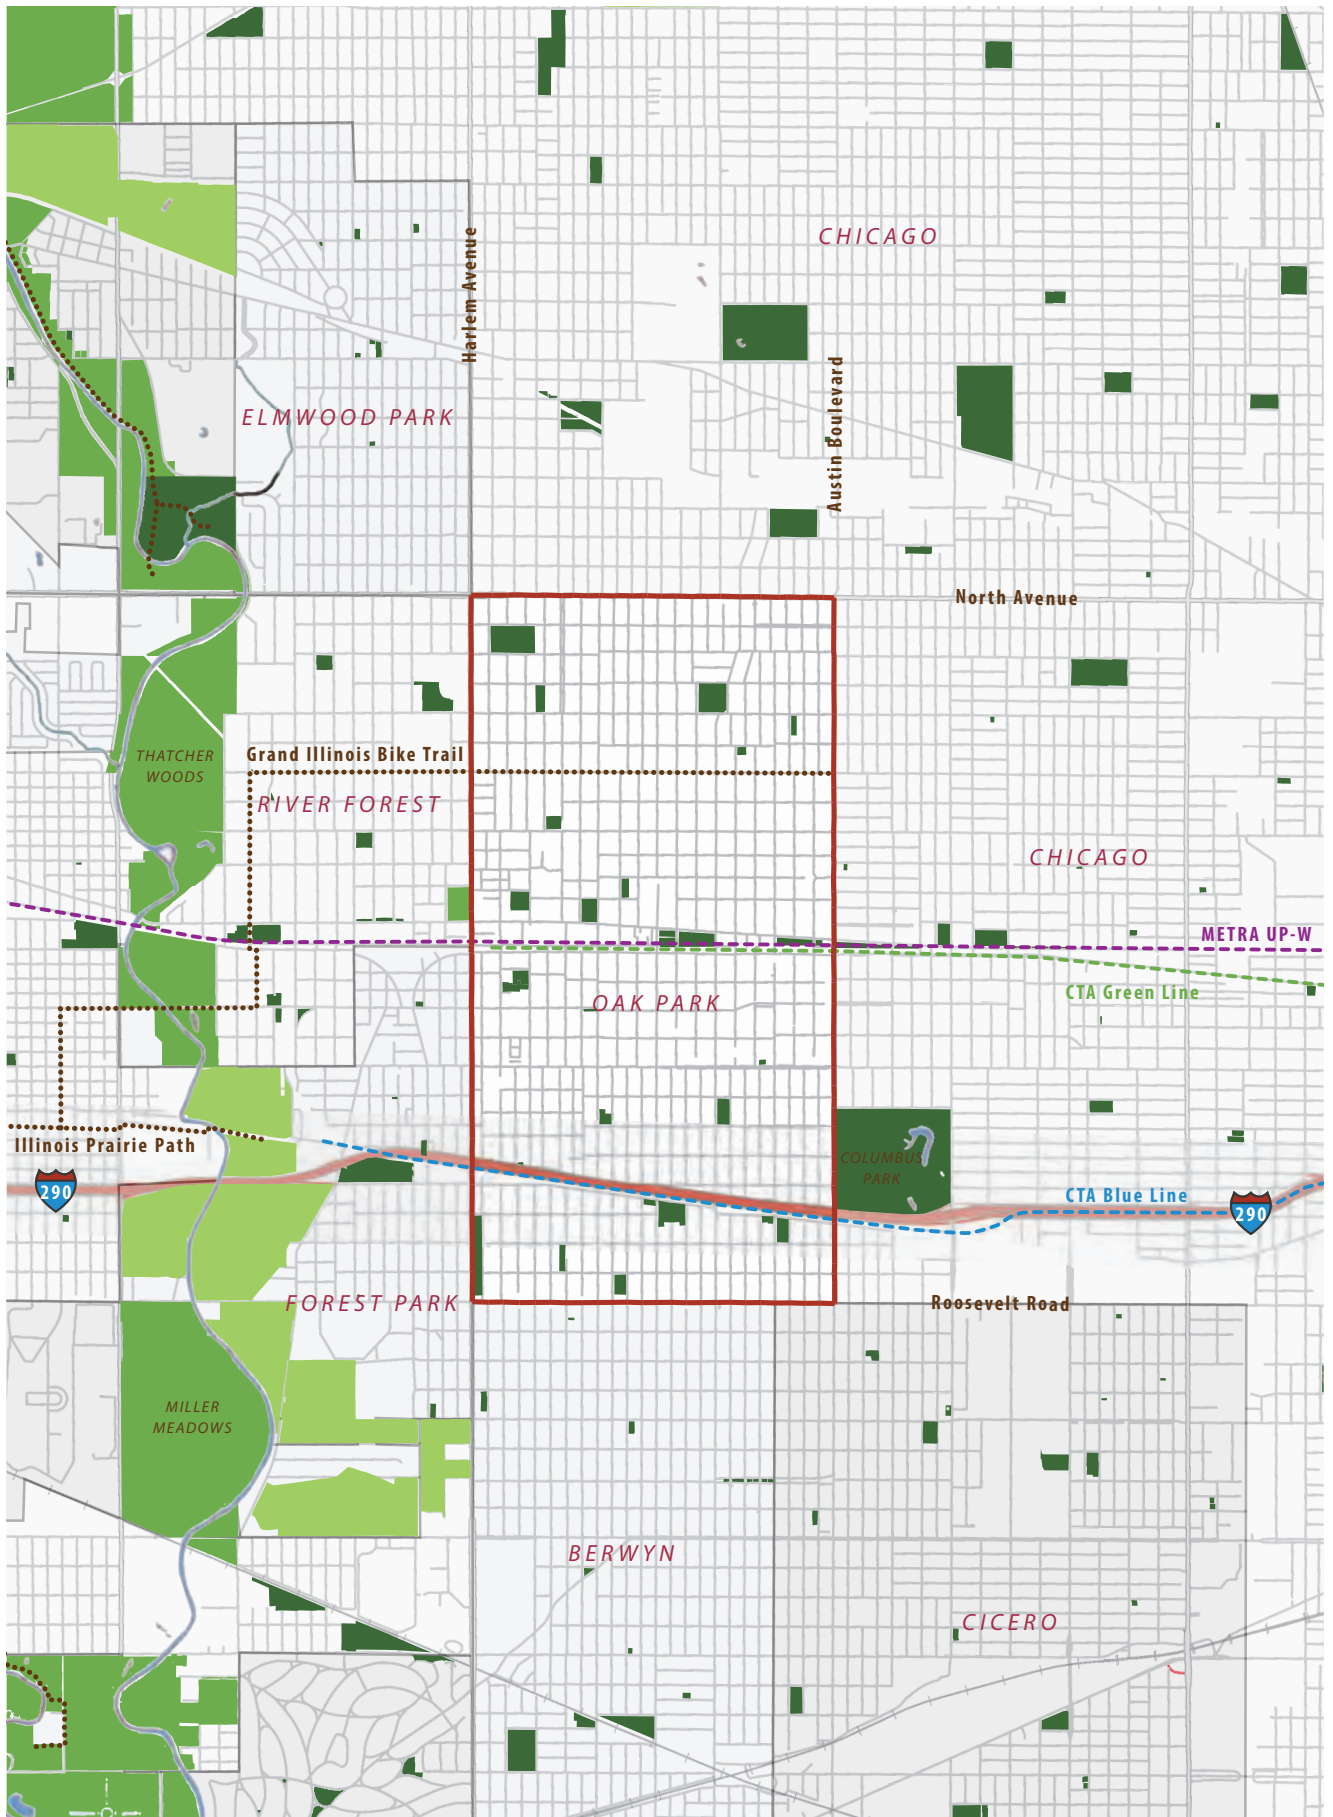 CHICAGO
Harlem Avenue
Austin Boulevard
ELMWOOD PARK
North Avenue
THATCHER
WOODS
Grand Illinois Bike Trail
RIVER FOREST
CHICAGO
METRA UP-W
CTA Green Line
OAK PARK
Illinois Prairie Path
290
COLUMBUS
PARK
CTA Blue Line
290
FOREST PARK
Roosevelt Road
MILLER
MEADOWS
BERWYN
CICERO